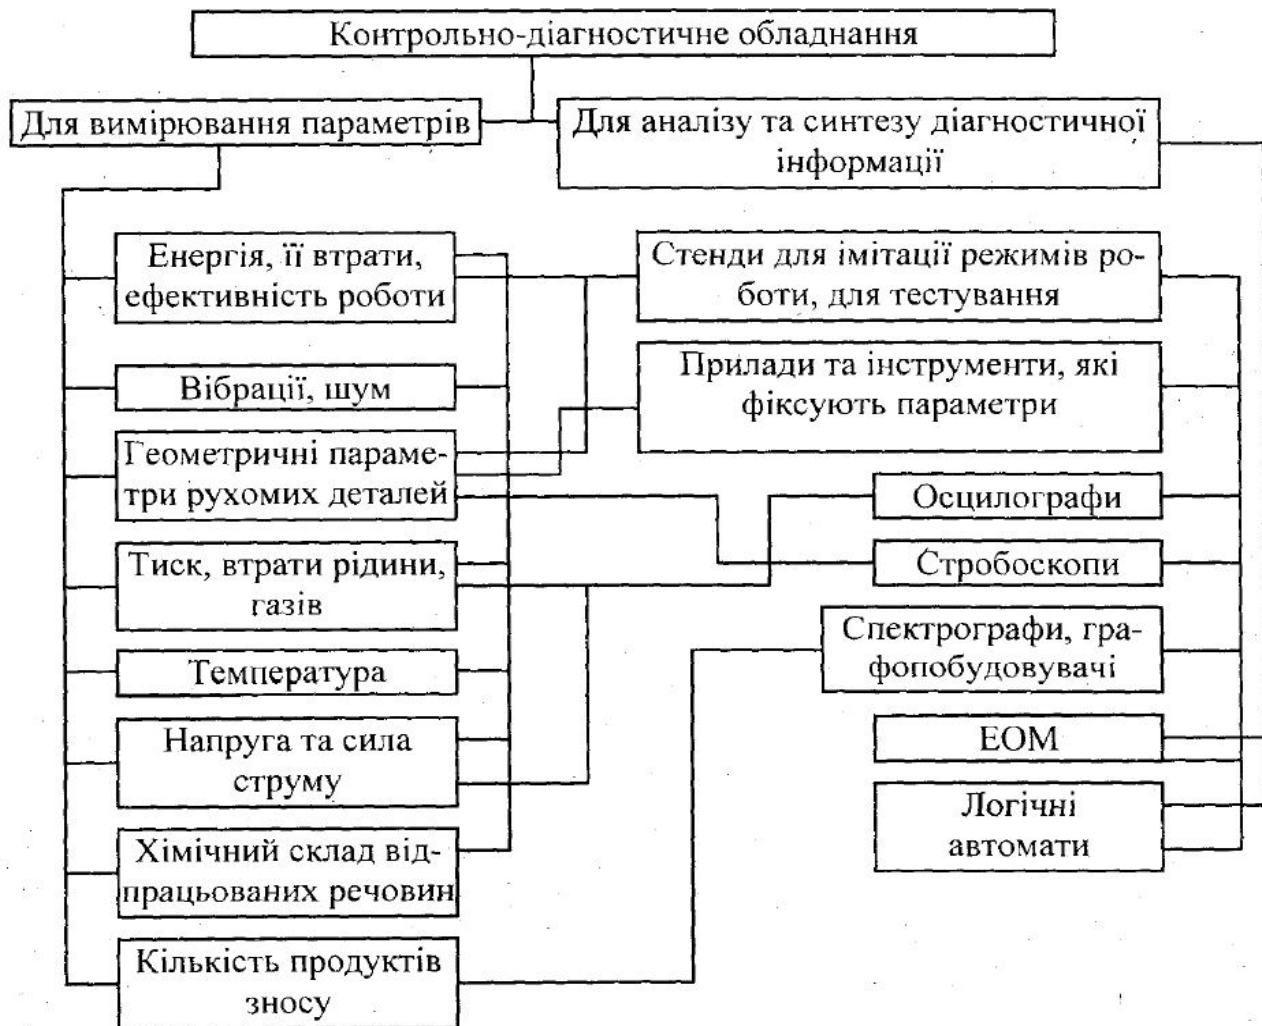 Контрольно-діагностичне обладнання
Для вимірювання параметрів
Для аналізу та синтезу діагностичної
інформації
Енергія, її втрати,
ефективність роботи
Вібрації, шум
Геометричні параме-
три рухомих деталей
Тиск, втрати рідини,
газів
Температура
Напруга та сила
струму
Хімічний склад від-
працьованих речовин
Кількість продуктів
зносу
Стенди для імітації режимів ро-
боти, для тестування
Прилади та інструменти, які
фіксують параметри
Осцилографи
Стробоскопи
Спектрографи, гра-
фопобудовувачі
ЕОМ
Логічні
автомати